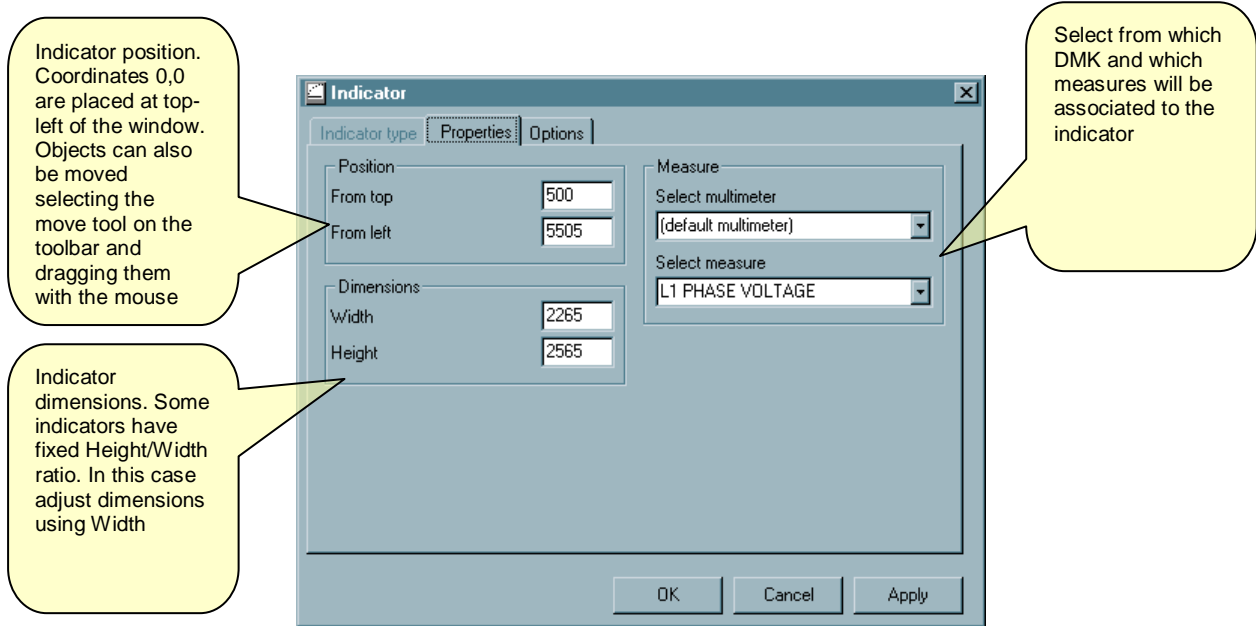 Indicator position.
Coordinates 0,0
are placed at top-
left of the window.
Objects can also
be moved
selecting the
move tool on the
toolbar and
dragging them
with the mouse
Indicator
dimensions. Some
indicators have
fixed Height/Width
ratio. In this case
adjust dimensions
using Width
Indicator
Indicator type Properties Options
Position
From top 500
From left 5505
Dimensions
Width 2265
Height 2565
Measure
Select multimeter
(default multimeter)
Select measure
L1 PHASE VOLTAGE
OK Cancel Apply
Select from which
DMK and which
measures will be
associated to the
indicator